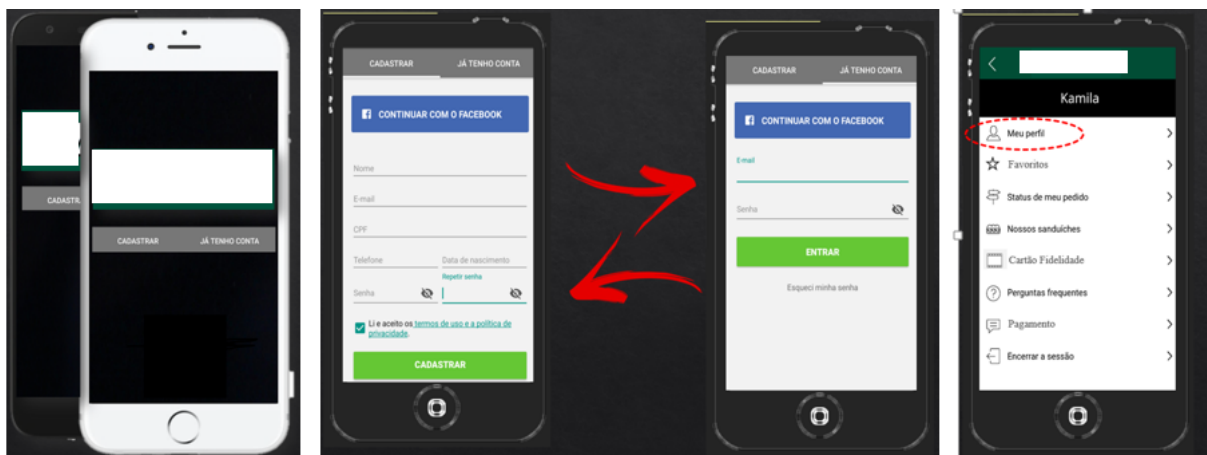 CADASTR
CADASTRAR JÁ TENHO CONTA
CADASTRAR JÁ TENHO CONTA
CONTINUAR COM O FACEBOOK
Nome
E-mail
CPF
Telefone Data de nascimento
Repetir senha
Senha
Li e aceito os termos de uso e a política de
privacidade.
CADASTRAR
CADASTRAR JÁ TENHO CONTA
CONTINUAR COM O FACEBOOK
E-mail
Senha
ENTRAR
Esqueci minha senha
Kamila
Meu perfil
Favoritos
Status de meu pedido
Nossos sanduíches
Cartão Fidelidade
Perguntas frequentes
Pagamento
Encerrar a sessão